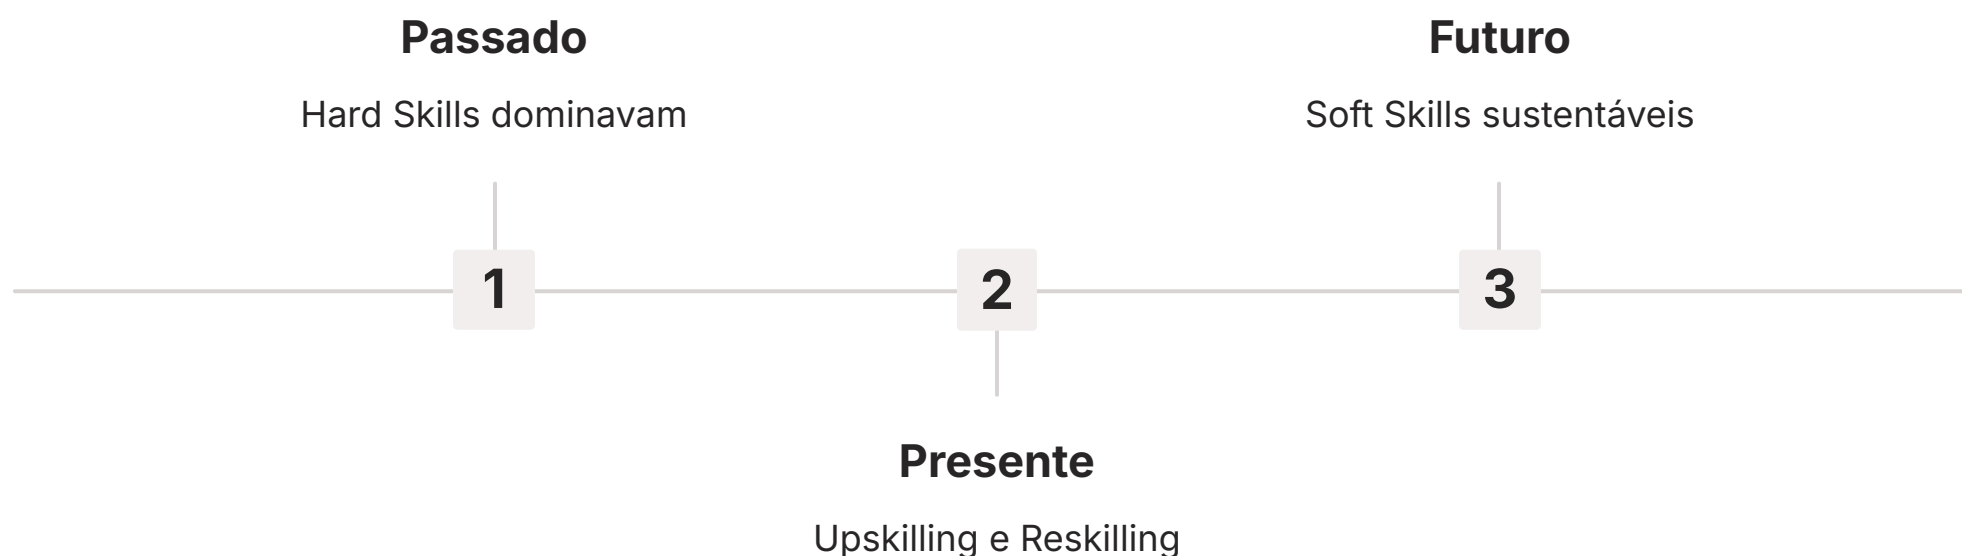 Passado
Hard Skills dominavam
Futuro
Soft Skills sustentáveis
1
2
3
Presente
Upskilling e Reskilling